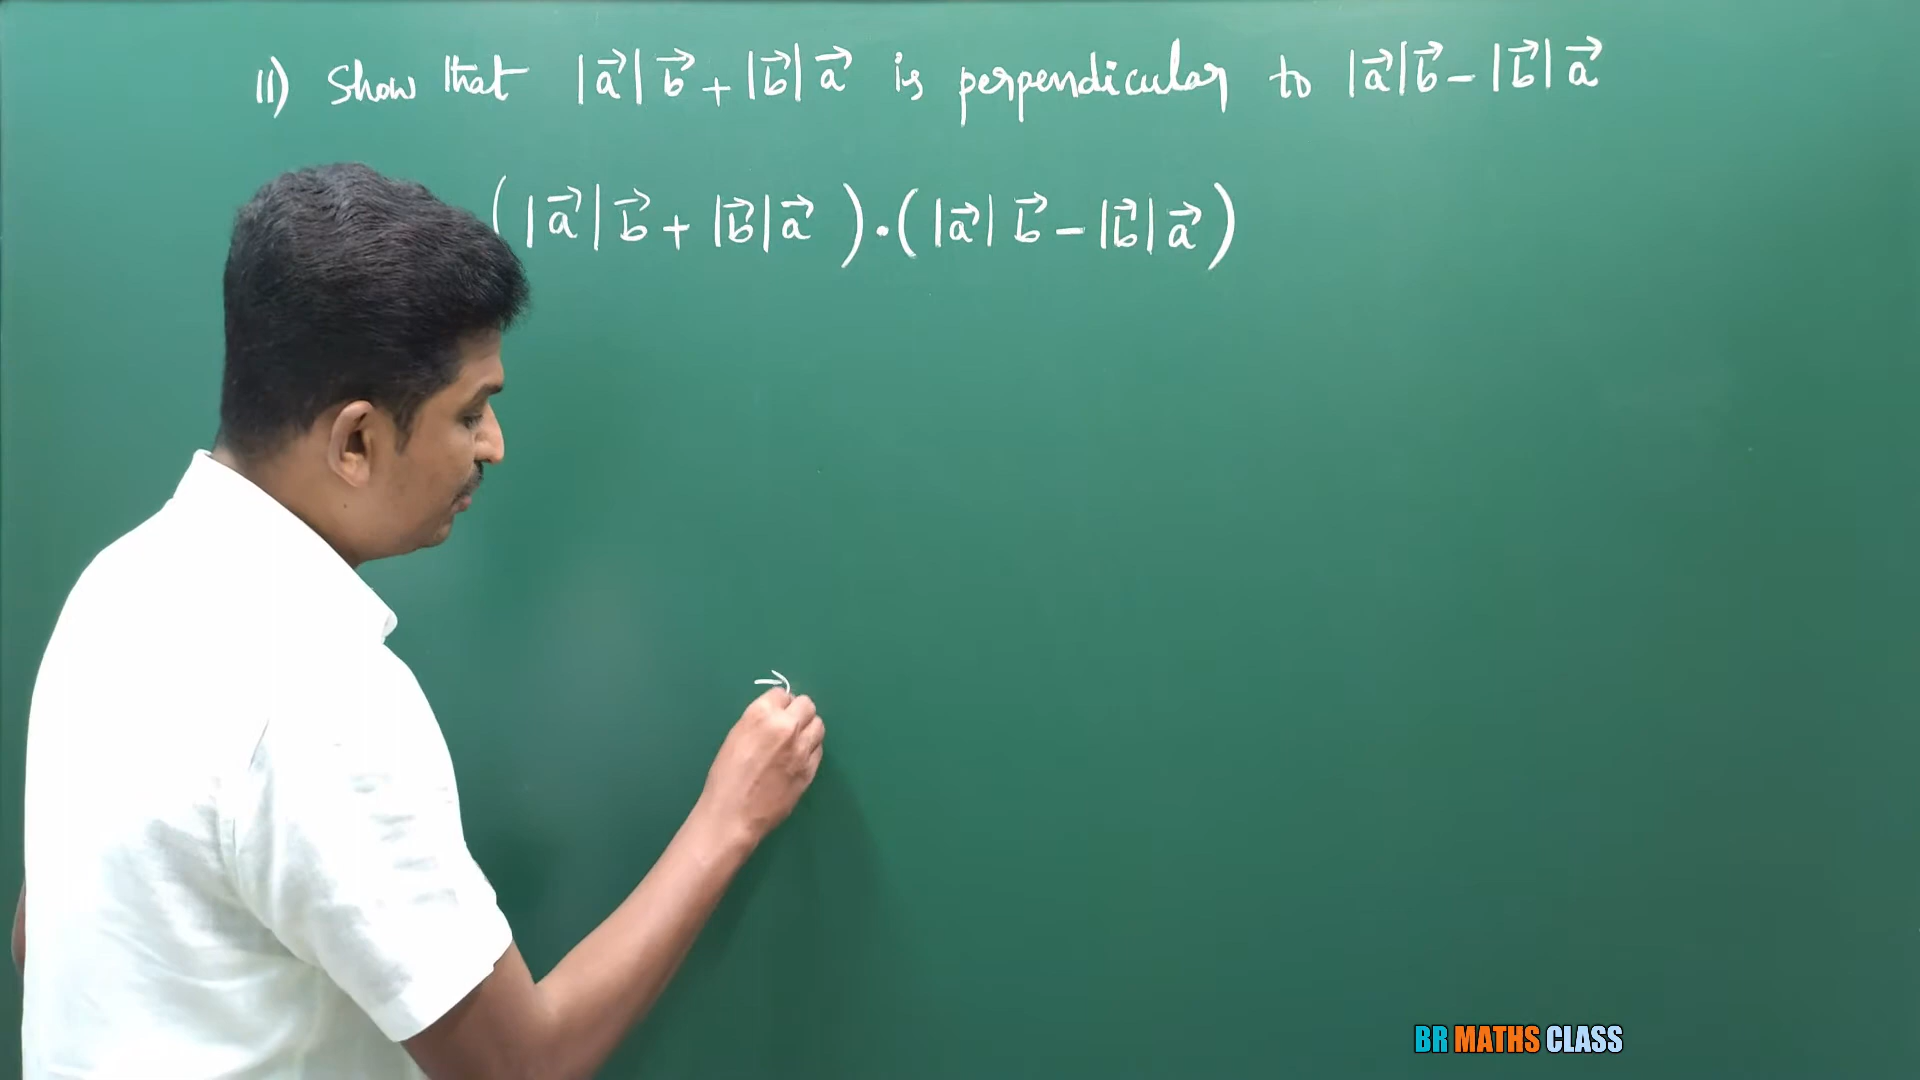 11) Show that |a⃗| b⃗ + |b⃗| a⃗ is perpendicular to |a⃗| b⃗ − |b⃗| a⃗
( |a⃗| b⃗ + |b⃗| a⃗ ) · ( |a⃗| b⃗ − |b⃗| a⃗ )
BR MATHS CLASS